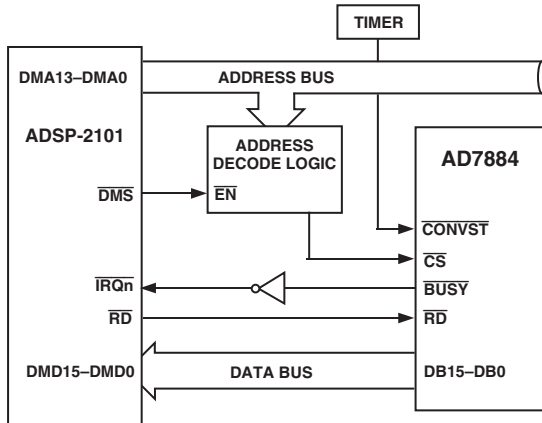 TIMER
DMA13–DMA0
ADDRESS BUS
ADSP-2101
ADDRESS
DECODE LOGIC
AD7884
DMS
EN
CONVST
CS
IRQn
BUSY
RD
RD
DMD15–DMD0
DATA BUS
DB15–DB0